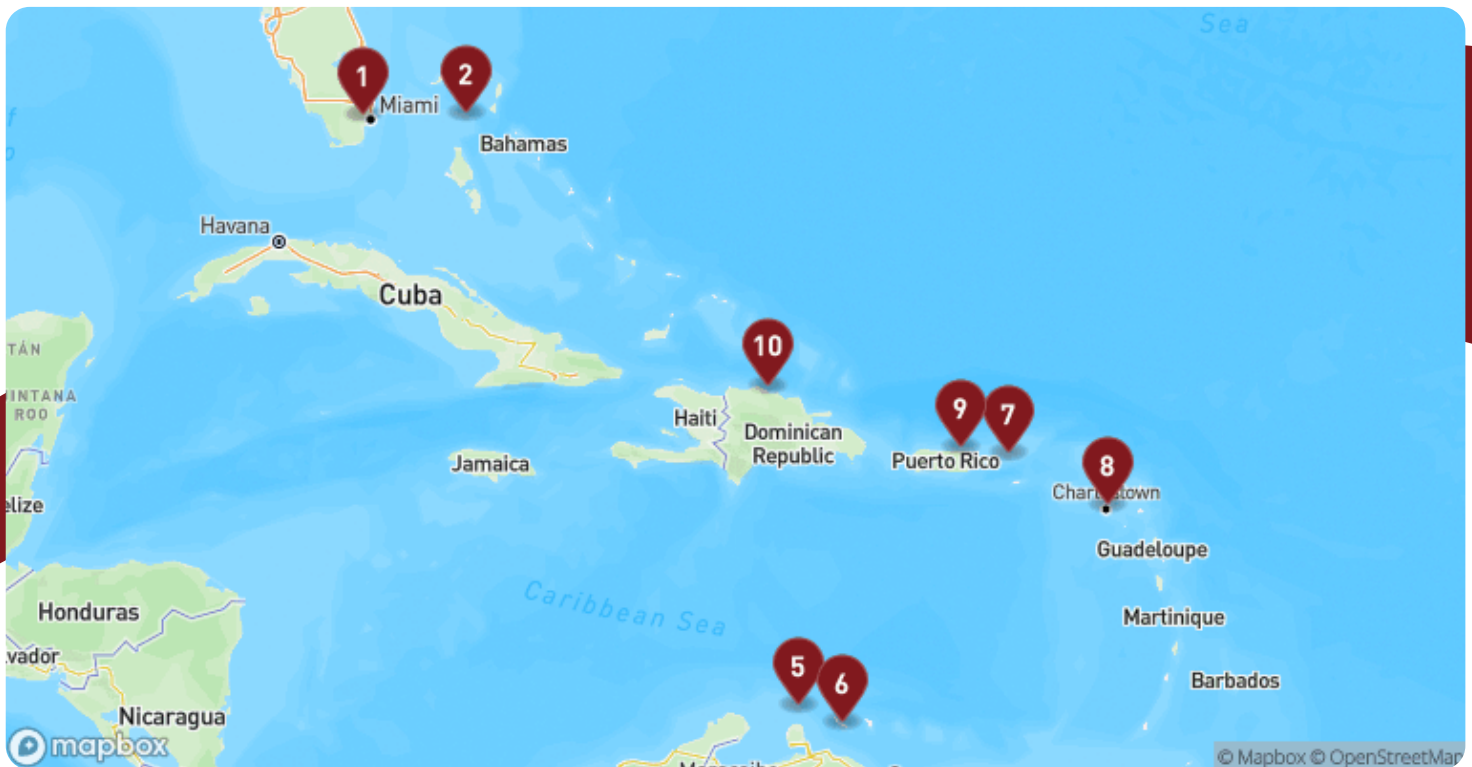 Sea
1
2
Miami
Bahamas
Havana
Cuba
TÁN
INTANA
ROO
10
Haiti
Dominican
Republic
9
7
Puerto Rico
8
Jamaica
elize
Guadeloupe
Caribbean Sea
Honduras
Martinique
vador
5
6
Barbados
Nicaragua
mapbox
© Mapbox © OpenStreetMap